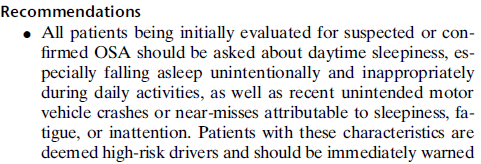 Recommendations
● All patients being initially evaluated for suspected or con-
firmed OSA should be asked about daytime sleepiness, es-
pecially falling asleep unintentionally and inappropriately
during daily activities, as well as recent unintended motor
vehicle crashes or near-misses attributable to sleepiness, fa-
tigue, or inattention. Patients with these characteristics are
deemed high-risk drivers and should be immediately warned